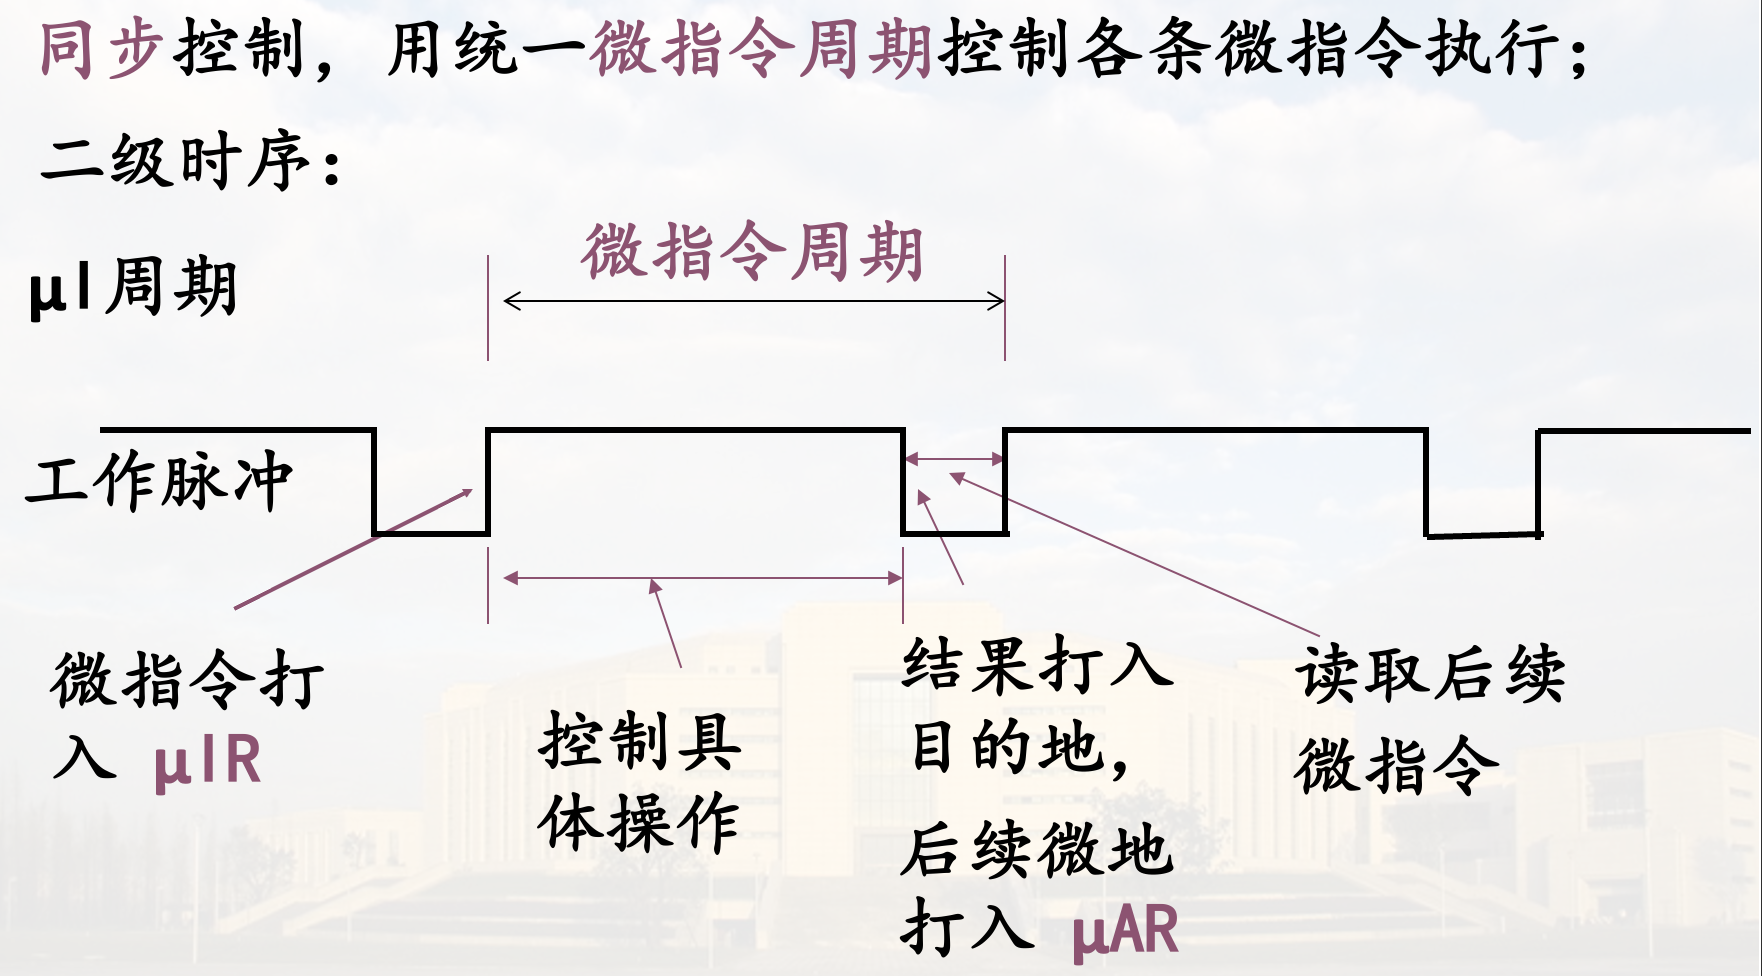 同步控制，用统一微指令周期控制各条微指令执行；
二级时序：
微指令周期
μI周期
工作脉冲
微指令打
入 μIR
控制具
体操作
结果打入
目的地，
后续微地
打入 μAR
读取后续
微指令